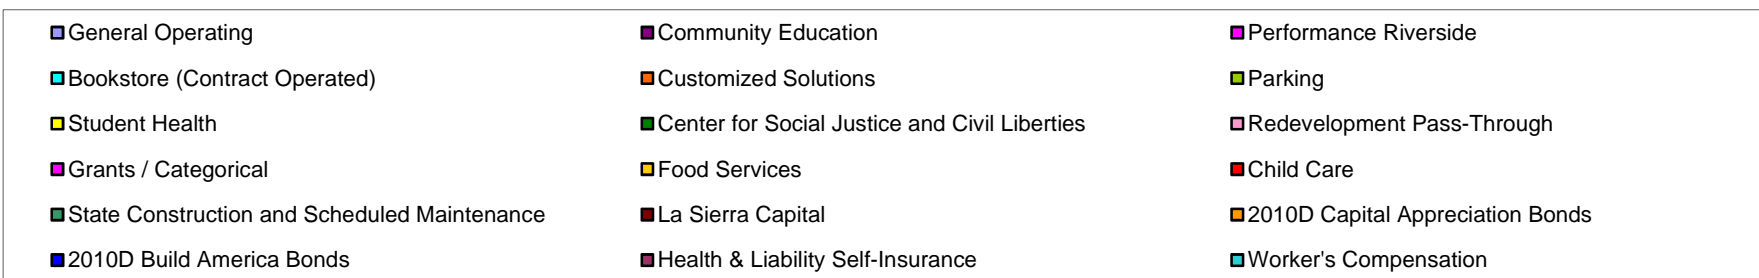 General Operating Community Education Performance Riverside
Bookstore (Contract Operated) Customized Solutions Parking
Student Health Center for Social Justice and Civil Liberties Redevelopment Pass-Through
Grants / Categorical Food Services Child Care
State Construction and Scheduled Maintenance La Sierra Capital 2010D Capital Appreciation Bonds
2010D Build America Bonds Health & Liability Self-Insurance Worker's Compensation